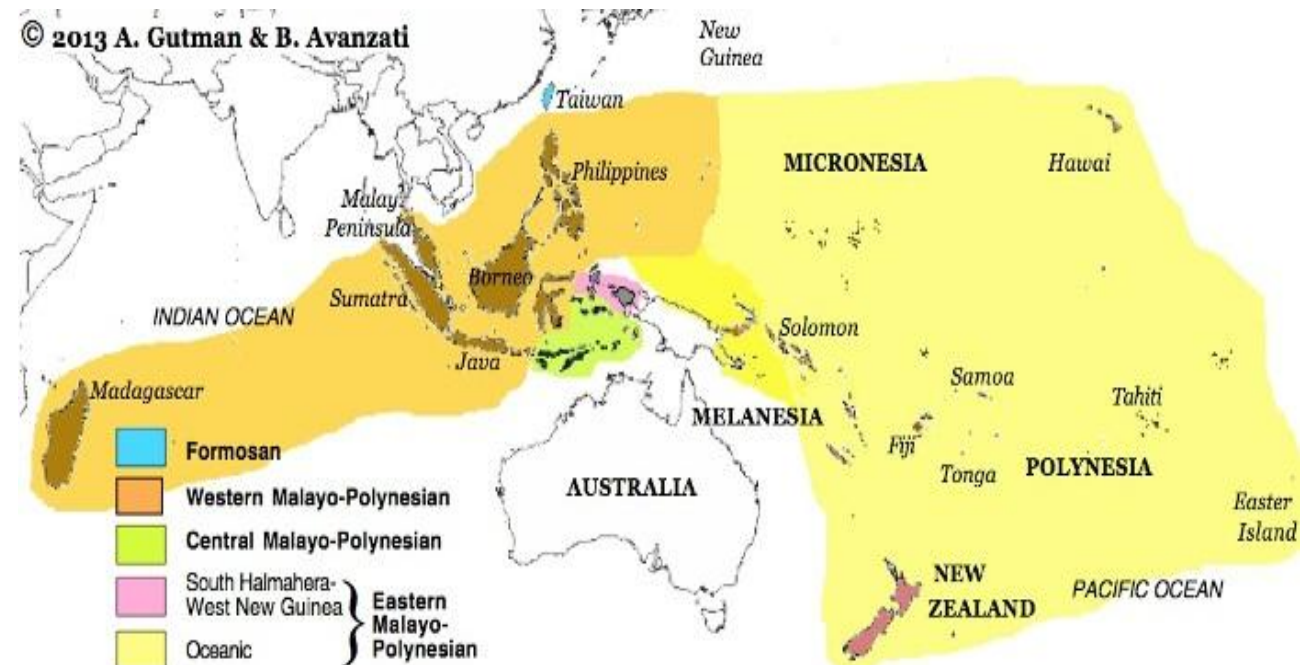 © 2013 A. Gutman & B. Avanzati
New
Guinea
Taiwan
MICRONESIA
Hawai
Philippines
Malay
Peninsula
Borneo
Sumatra
INDIAN OCEAN
Solomon
Java
Samoa
Madagascar
Tahiti
MELANESIA
Fiji
Formosan
Tonga
POLYNESIA
AUSTRALIA
Western Malayo-Polynesian
Easter
Island
Central Malayo-Polynesian
NEW
ZEALAND
PACIFIC OCEAN
South Halmahera-
West New Guinea
Eastern
Malayo-
Polynesian
Oceanic